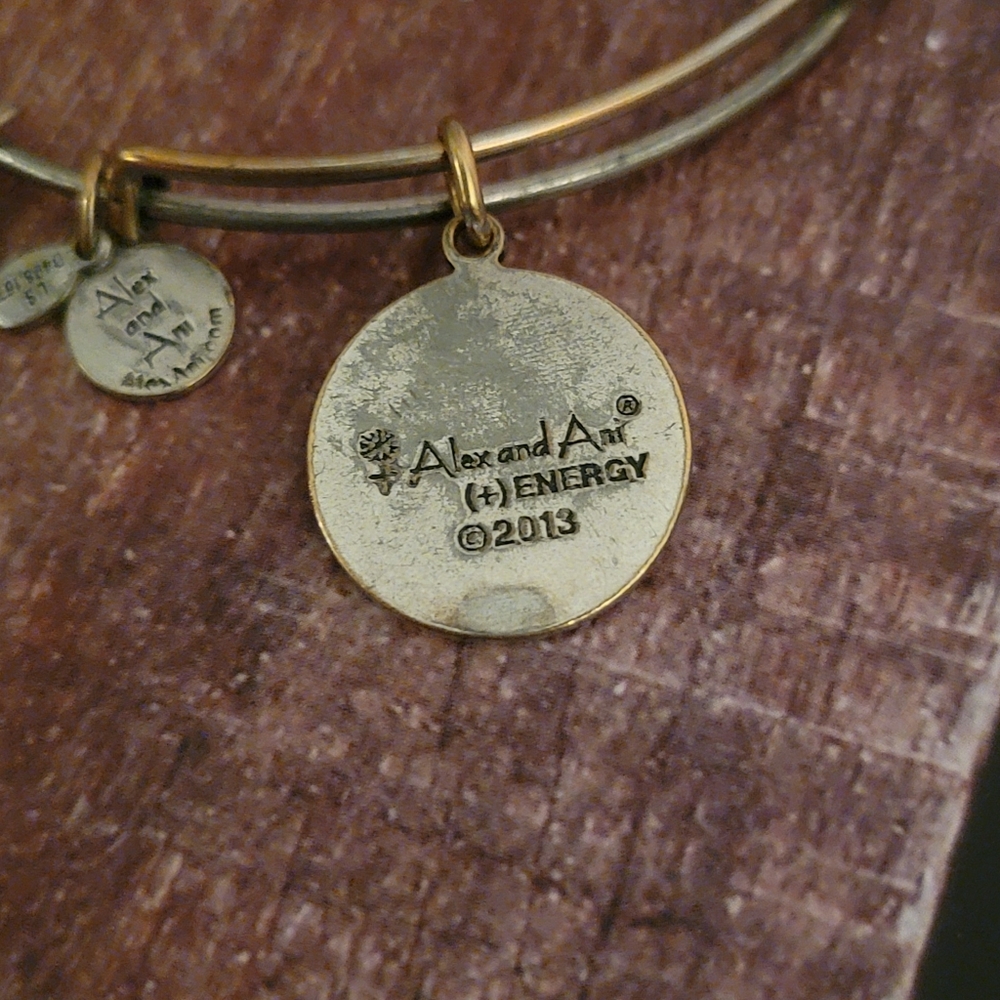 Alex and Ani®
(+) ENERGY
©2013
Alex
and
Ani